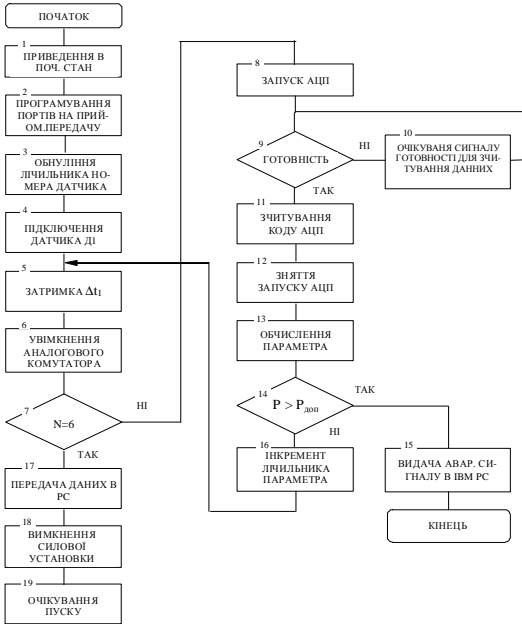 ПОЧАТОК
1
ПРИВЕДЕННЯ В
ПОЧ. СТАН
2
ПРОГРАМУВАННЯ
ПОРТІВ НА ПРИЙ-
ОМ.ПЕРЕДАЧУ
3
ОБНУЛІННЯ
ЛІЧИЛЬНИКА НО-
МЕРА ДАТЧИКА
4
ПІДКЛЮЧЕННЯ
ДАТЧИКА Д1
5
ЗАТРИМКА Δt1
6
УВІМКНЕННЯ
АНАЛОГОВОГО
КОМУТАТОРА
7
N=6
НІ
ТАК
17
ПЕРЕДАЧА ДАНИХ В
РС
18
ВИМКНЕННЯ
СИЛОВОЇ
УСТАНОВКИ
19
ОЧІКУВАННЯ
ПУСКУ
8
ЗАПУСК АЦП
9
ГОТОВНІСТЬ
НІ
ТАК
10
ОЧІКУВАНЯ СИГНАЛУ
ГОТОВНОСТІ ДЛЯ ЗЧИ-
ТУВАННЯ ДАННИХ
11
ЗЧИТУВАННЯ
КОДУ АЦП
12
ЗНЯТТЯ
ЗАПУСКУ АЦП
13
ОБЧИСЛЕННЯ
ПАРАМЕТРА
14
P > Pдоп
ТАК
НІ
15
ВИДАЧА АВАР. СИ-
ГНАЛУ В IBM PC
КІНЕЦЬ
16
ІНКРЕМЕНТ
ЛІЧИЛЬНИКА
ПАРАМЕТРА